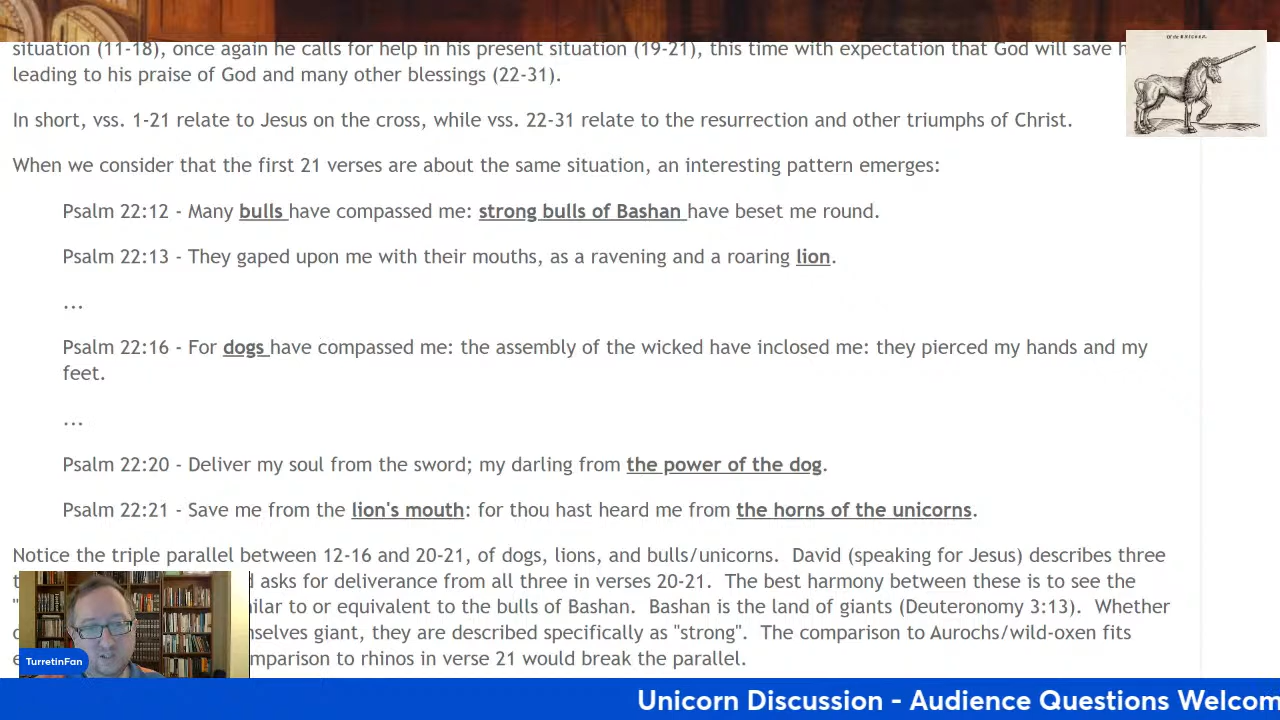 situation (11-18), once again he calls for help in his present situation (19-21), this time with expectation that God will save
leading to his praise of God and many other blessings (22-31).
In short, vss. 1-21 relate to Jesus on the cross, while vss. 22-31 relate to the resurrection and other triumphs of Christ.
When we consider that the first 21 verses are about the same situation, an interesting pattern emerges:
Psalm 22:12 - Many bulls have compassed me: strong bulls of Bashan have beset me round.
Psalm 22:13 - They gaped upon me with their mouths, as a ravening and a roaring lion.
...
Psalm 22:16 - For dogs have compassed me: the assembly of the wicked have inclosed me: they pierced my hands and my
feet.
...
Psalm 22:20 - Deliver my soul from the sword; my darling from the power of the dog.
Psalm 22:21 - Save me from the lion's mouth: for thou hast heard me from the horns of the unicorns.
Notice the triple parallel between 12-16 and 20-21, of dogs, lions, and bulls/unicorns. David (speaking for Jesus) describes three
asks for deliverance from all three in verses 20-21. The best harmony between these is to see the
to or equivalent to the bulls of Bashan. Bashan is the land of giants (Deuteronomy 3:13). Whether
giant, they are described specifically as "strong". The comparison to Aurochs/wild-oxen fits
to rhinos in verse 21 would break the parallel.
TurretinFan
Unicorn Discussion - Audience Questions Welcom